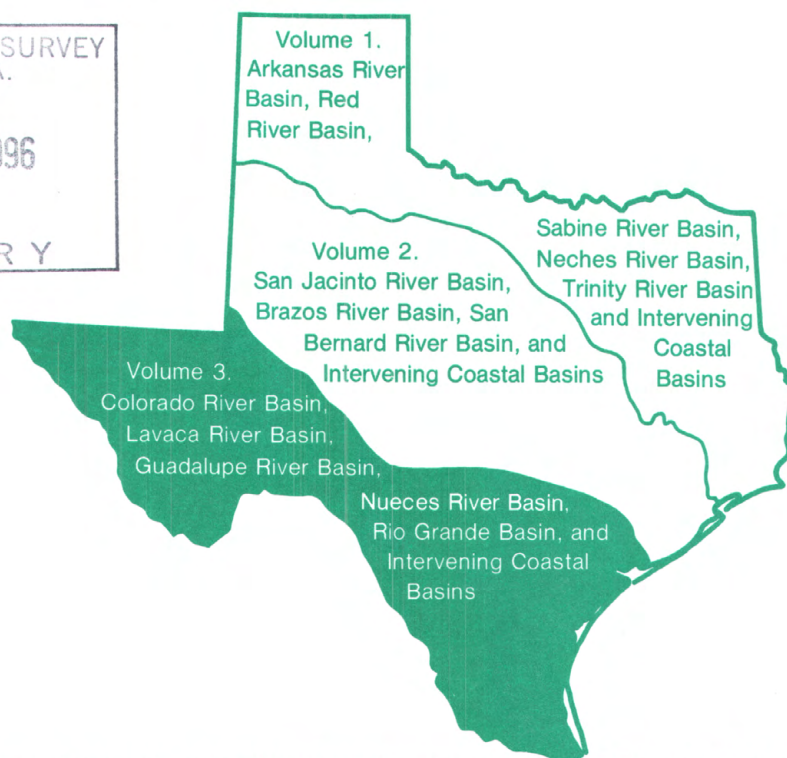 SURVEY
A.
96
R Y
Volume 1.
Arkansas River
Basin, Red
River Basin,
Sabine River Basin,
Neches River Basin,
Trinity River Basin
and Intervening
Coastal
Basins
Volume 2.
San Jacinto River Basin,
Brazos River Basin, San
Bernard River Basin, and
Intervening Coastal Basins
Volume 3.
Colorado River Basin,
Lavaca River Basin,
Guadalupe River Basin,
Nueces River Basin,
Rio Grande Basin, and
Intervening Coastal
Basins